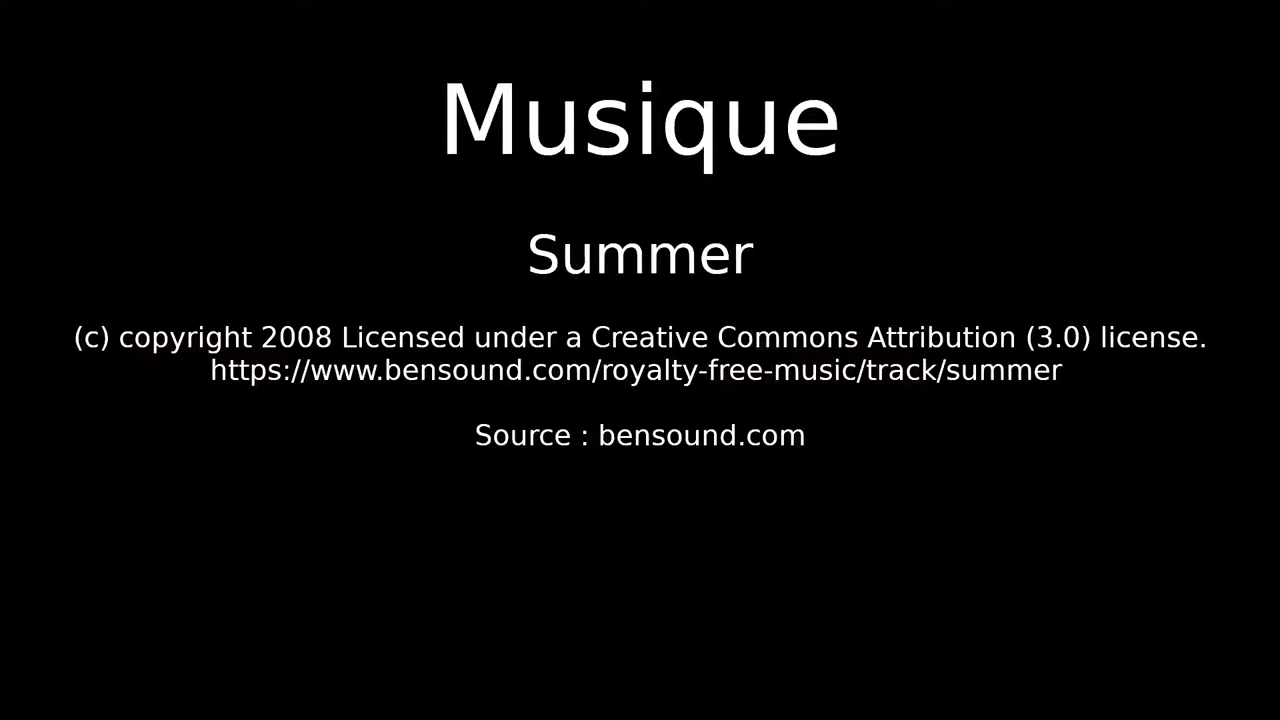 Musique
Summer
(c) copyright 2008 Licensed under a Creative Commons Attribution (3.0) license.
https://www.bensound.com/royalty-free-music/track/summer
Source : bensound.com